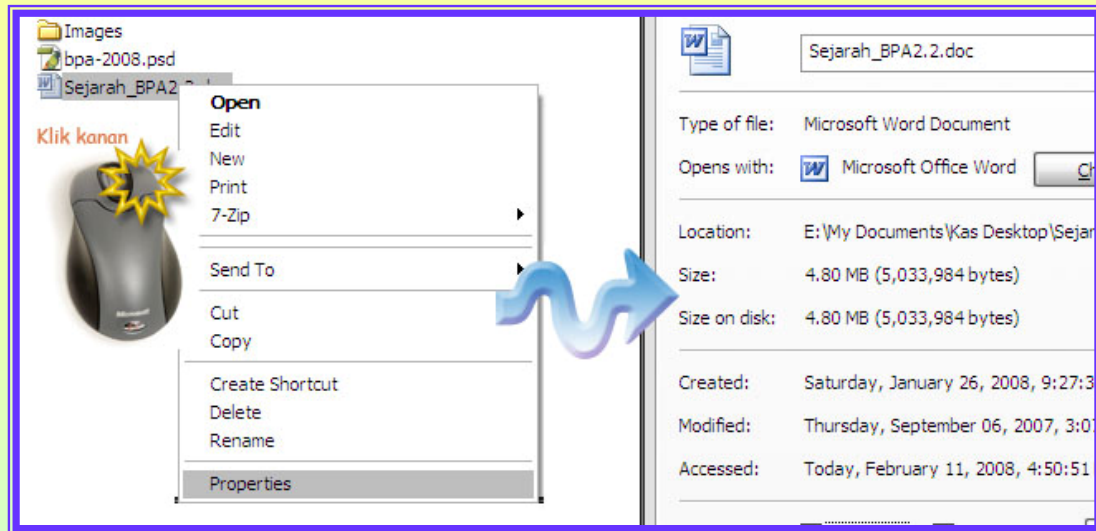 Images
bpa-2008.psd
Sejarah_BPA2
Klik kanan
Microsoft
Open
Edit
New
Print
7-Zip
Send To
Cut
Copy
Create Shortcut
Delete
Rename
Properties
Sejarah_BPA2.2.doc
Type of file: Microsoft Word Document
Opens with: Microsoft Office Word Ch
Location: E:\My Documents\Kas Desktop\Sejar
Size: 4.80 MB (5,033,984 bytes)
Size on disk: 4.80 MB (5,033,984 bytes)
Created: Saturday, January 26, 2008, 9:27:3
Modified: Thursday, September 06, 2007, 3:0
Accessed: Today, February 11, 2008, 4:50:51